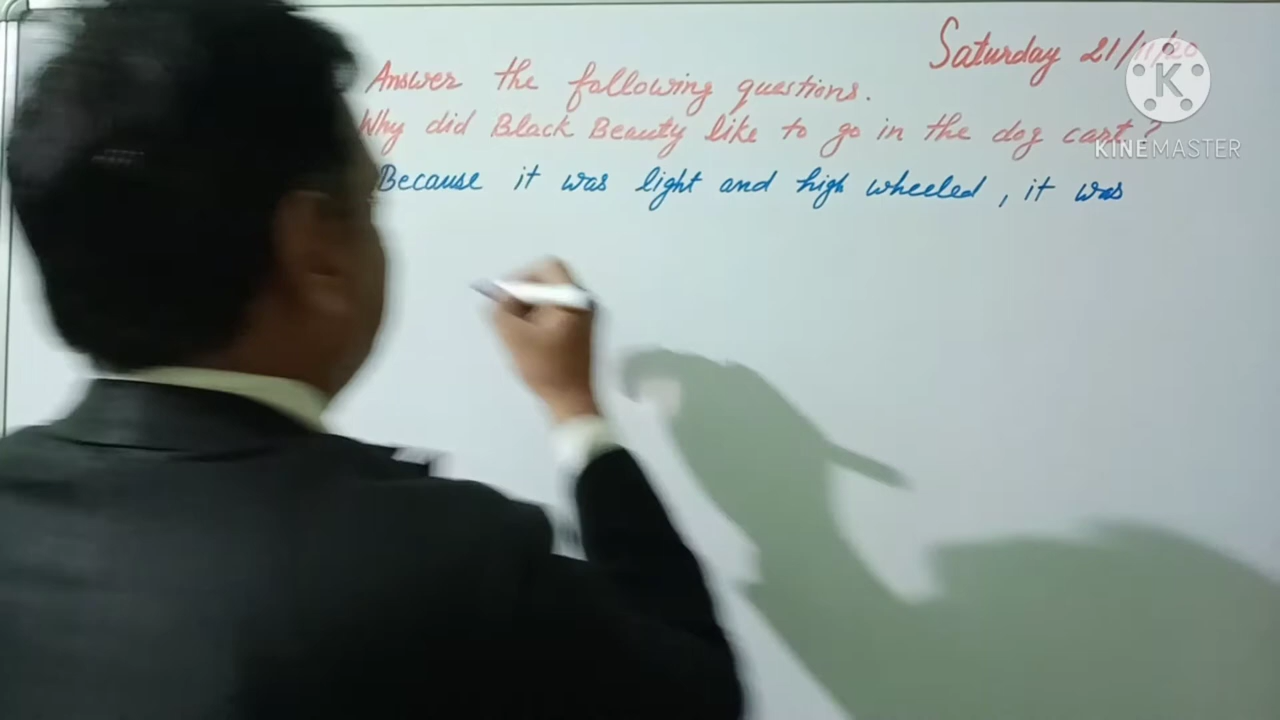 Saturday 21/11/20
Answer the following questions.
Why did Black Beauty like to go in the dog cart?
Because it was light and high wheeled, it was
K
KINEMASTER